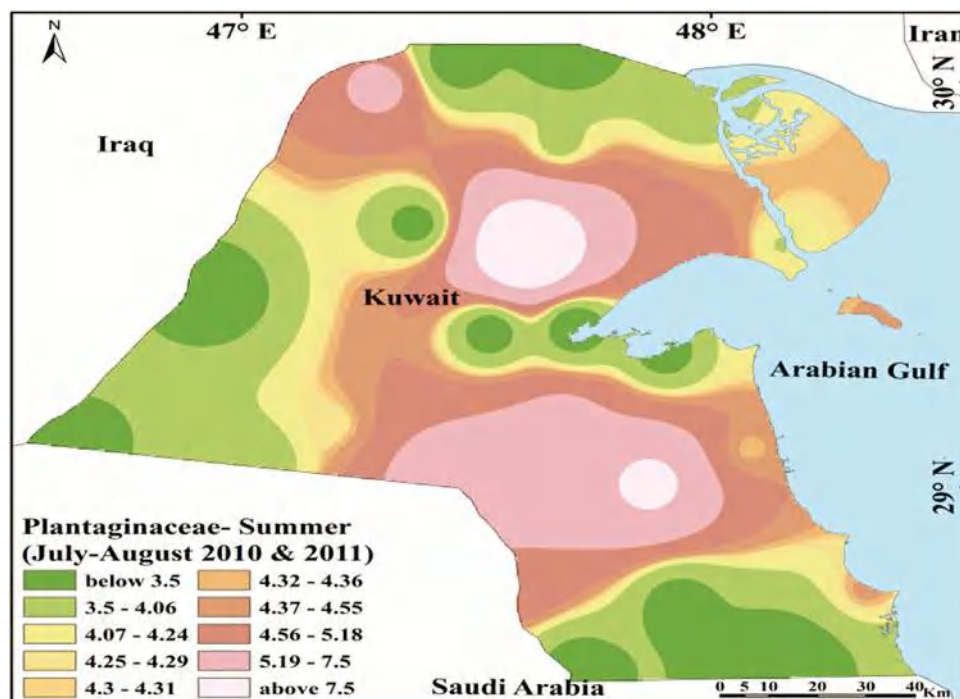 47° E
48° E
N
Iran
30° N
Iraq
Kuwait
Arabian Gulf
29° N
Plantaginaceae- Summer
(July-August 2010 & 2011)
below 3.5
4.32 - 4.36
3.5 - 4.06
4.37 - 4.55
4.07 - 4.24
4.56 - 5.18
4.25 - 4.29
5.19 - 7.5
4.3 - 4.31
above 7.5
Saudi Arabia
0 5 10 20 30 40
Km